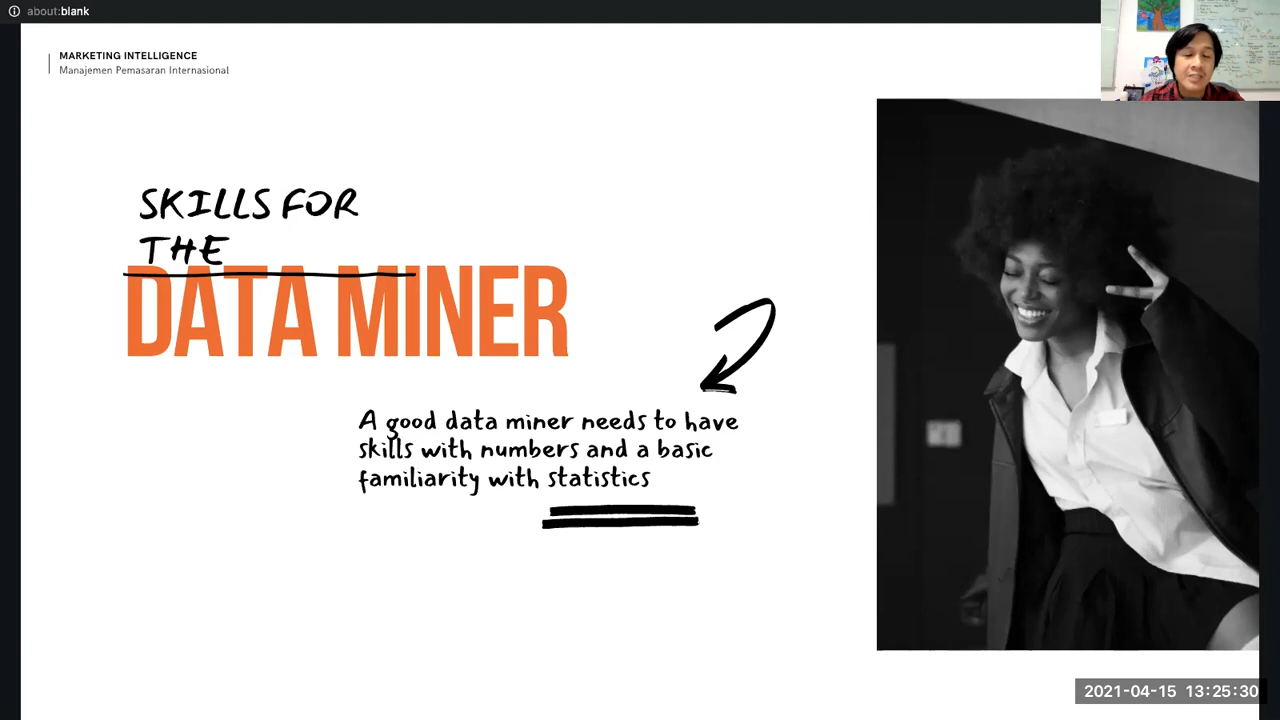 about:blank
MARKETING INTELLIGENCE
Manajemen Pemasaran Internasional
SKILLS FOR
THE
DATA MINER
A good data miner needs to have
skills with numbers and a basic
familiarity with statistics
2021-04-15 13:25:30